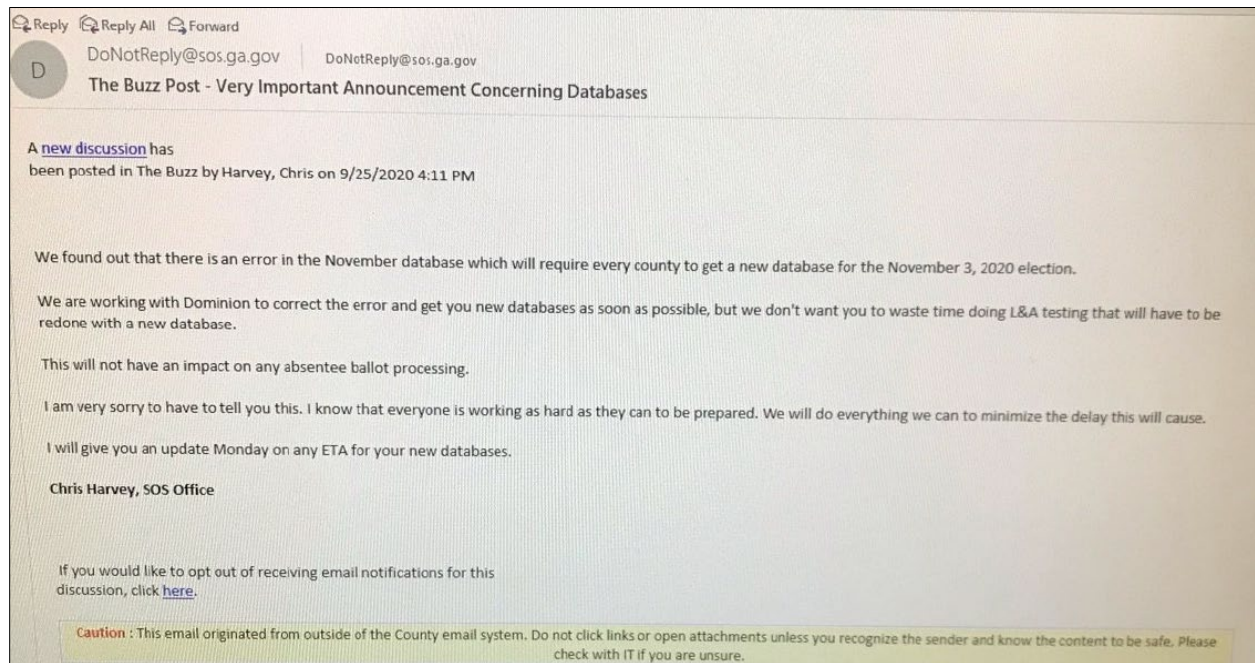 Reply Reply All Forward
D
DoNotReply@sos.ga.gov DoNotReply@sos.ga.gov
The Buzz Post - Very Important Announcement Concerning Databases
A new discussion has
been posted in The Buzz by Harvey, Chris on 9/25/2020 4:11 PM
We found out that there is an error in the November database which will require every county to get a new database for the November 3, 2020 election.
We are working with Dominion to correct the error and get you new databases as soon as possible, but we don't want you to waste time doing L&A testing that will have to be
redone with a new database.
This will not have an impact on any absentee ballot processing.
I am very sorry to have to tell you this. I know that everyone is working as hard as they can to be prepared. We will do everything we can to minimize the delay this will cause.
I will give you an update Monday on any ETA for your new databases.
Chris Harvey, SOS Office
If you would like to opt out of receiving email notifications for this
discussion, click here.
Caution : This email originated from outside of the County email system. Do not click links or open attachments unless you recognize the sender and know the content to be safe. Please
check with IT if you are unsure.